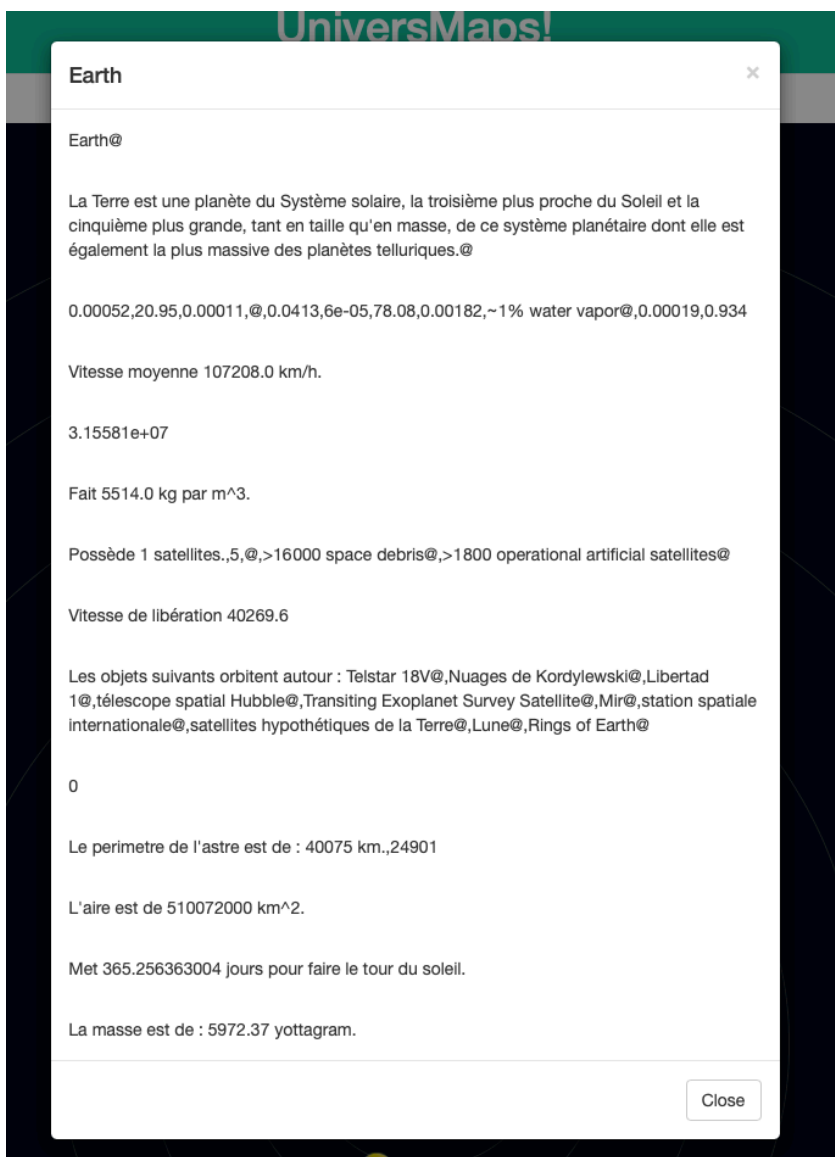 UniversMaps!
Earth
×
Earth@
La Terre est une planète du Système solaire, la troisième plus proche du Soleil et la
cinquième plus grande, tant en taille qu'en masse, de ce système planétaire dont elle est
également la plus massive des planètes telluriques.@
0.00052,20.95,0.00011,@,0.0413,6e-05,78.08,0.00182,~1% water vapor@,0.00019,0.934
Vitesse moyenne 107208.0 km/h.
3.15581e+07
Fait 5514.0 kg par m^3.
Possède 1 satellites.,5,@,>16000 space debris@,>1800 operational artificial satellites@
Vitesse de libération 40269.6
Les objets suivants orbitent autour : Telstar 18V@,Nuages de Kordylewski@,Libertad
1@,télescope spatial Hubble@,Transiting Exoplanet Survey Satellite@,Mir@,station spatiale
internationale@,satellites hypothétiques de la Terre@,Lune@,Rings of Earth@
0
Le perimetre de l'astre est de : 40075 km.,24901
L'aire est de 510072000 km^2.
Met 365.256363004 jours pour faire le tour du soleil.
La masse est de : 5972.37 yottagram.
Close